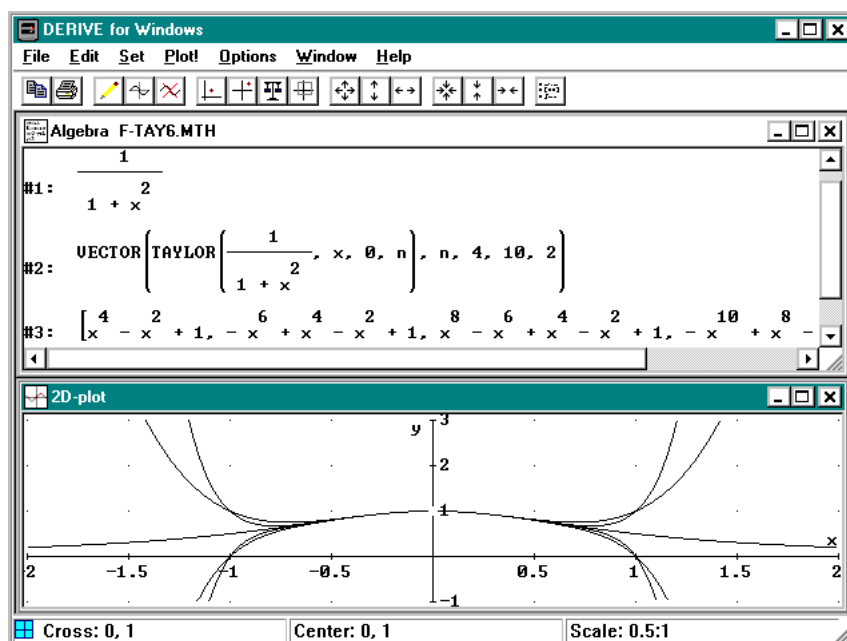 DERIVE for Windows
File Edit Set Plot! Options Window Help
Algebra F-TAY6.MTH
#1: 1 / (1 + x^2)
#2: VECTOR(TAYLOR(1 / (1 + x^2), x, 0, n), n, 4, 10, 2)
#3: [x^4 - x^2 + 1, - x^6 + x^4 - x^2 + 1, x^8 - x^6 + x^4 - x^2 + 1, - x^10 + x^8 -
2D-plot
y 3
2
1
x
2 -1.5 -1 -0.5 0.5 1 1.5 2
-1
Cross: 0, 1 Center: 0, 1 Scale: 0.5:1